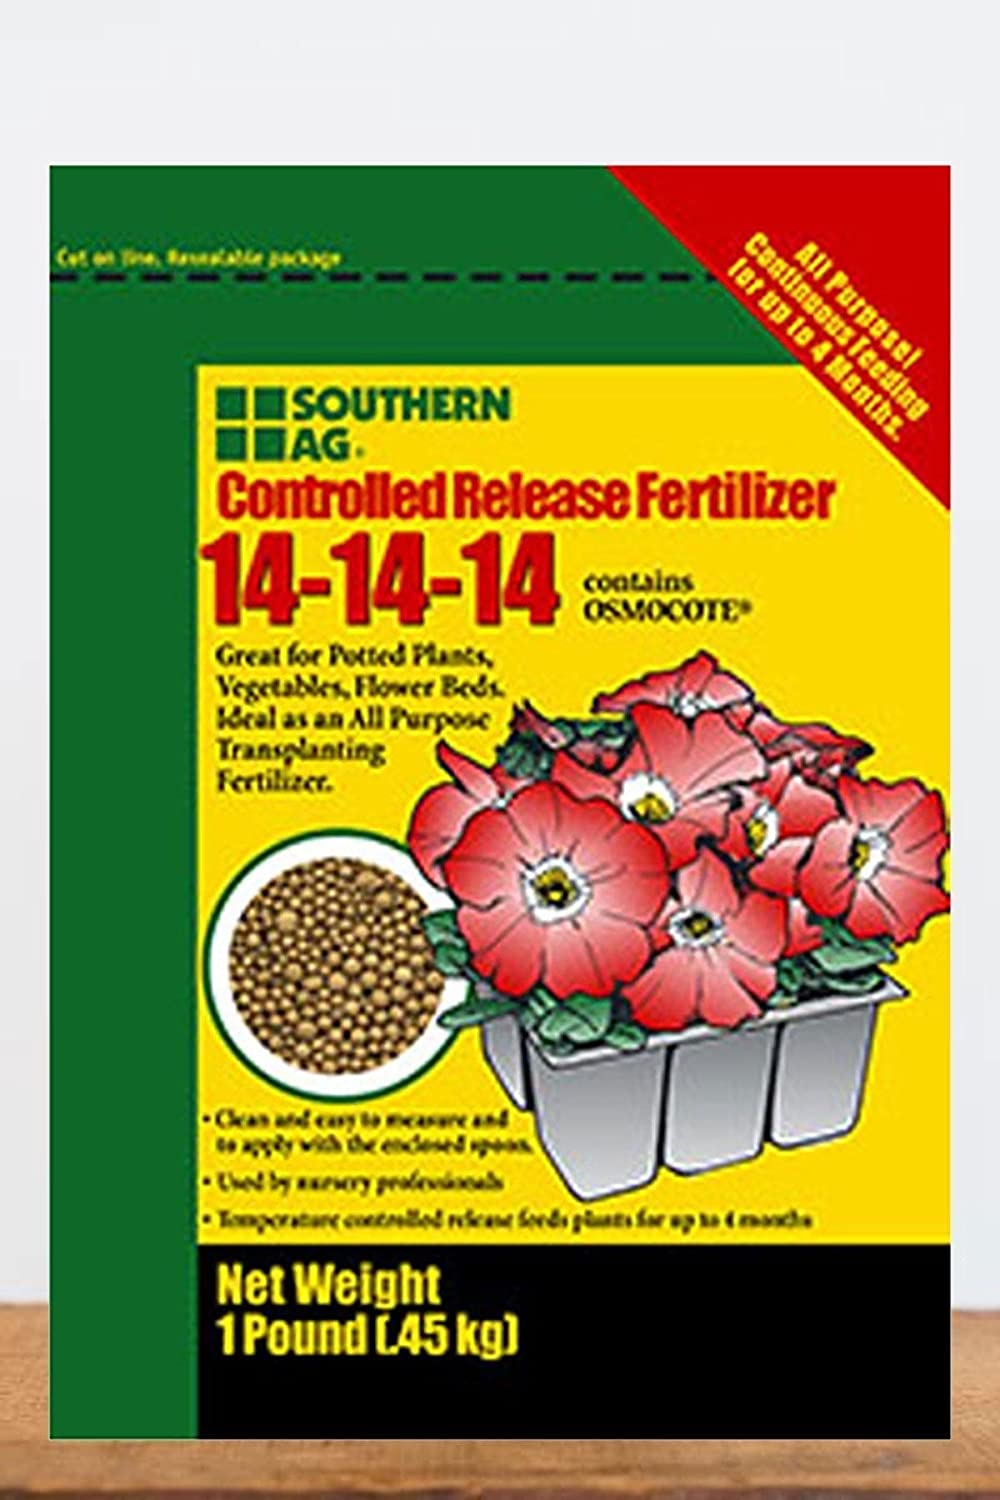 Cut on line, Resealable package
All Purpose!
Continuous feeding
for up to 4 Months.
SOUTHERN
AG®
Controlled Release Fertilizer
14-14-14
contains
OSMOCOTE®
Great for Potted Plants,
Vegetables, Flower Beds.
Ideal as an All Purpose
Transplanting
Fertilizer.
• Clean and easy to measure and
to apply with the enclosed spoon.
• Used by nursery professionals
• Temperature controlled release feeds plants for up to 4 months
Net Weight
1 Pound (.45 kg)